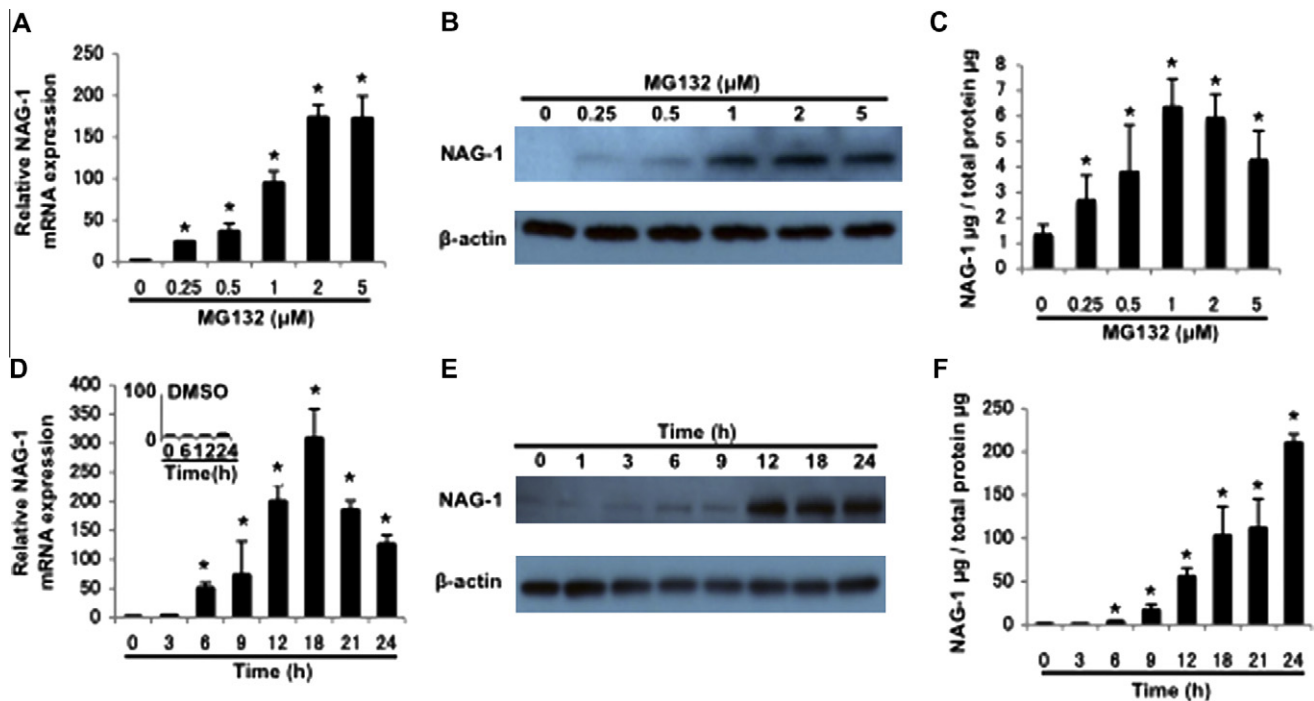 A
Relative NAG-1
mRNA expression
250
200
150
100
50
0
* * * * *
0 0.25 0.5 1 2 5
MG132 (μM)
B
MG132 (μM)
0 0.25 0.5 1 2 5
NAG-1
β-actin
C
NAG-1 μg / total protein μg
8
7
6
5
4
3
2
1
0
* * * * *
0 0.25 0.5 1 2 5
MG132 (μM)
D
Relative NAG-1
mRNA expression
400
350
300
250
200
150
100
50
0
100
0
DMSO
0 6 12 24
Time(h)
* * * * * *
0 3 6 9 12 18 21 24
Time (h)
E
Time (h)
0 1 3 6 9 12 18 24
NAG-1
β-actin
F
NAG-1 μg / total protein μg
250
200
150
100
50
0
* * * * * *
0 3 6 9 12 18 21 24
Time (h)